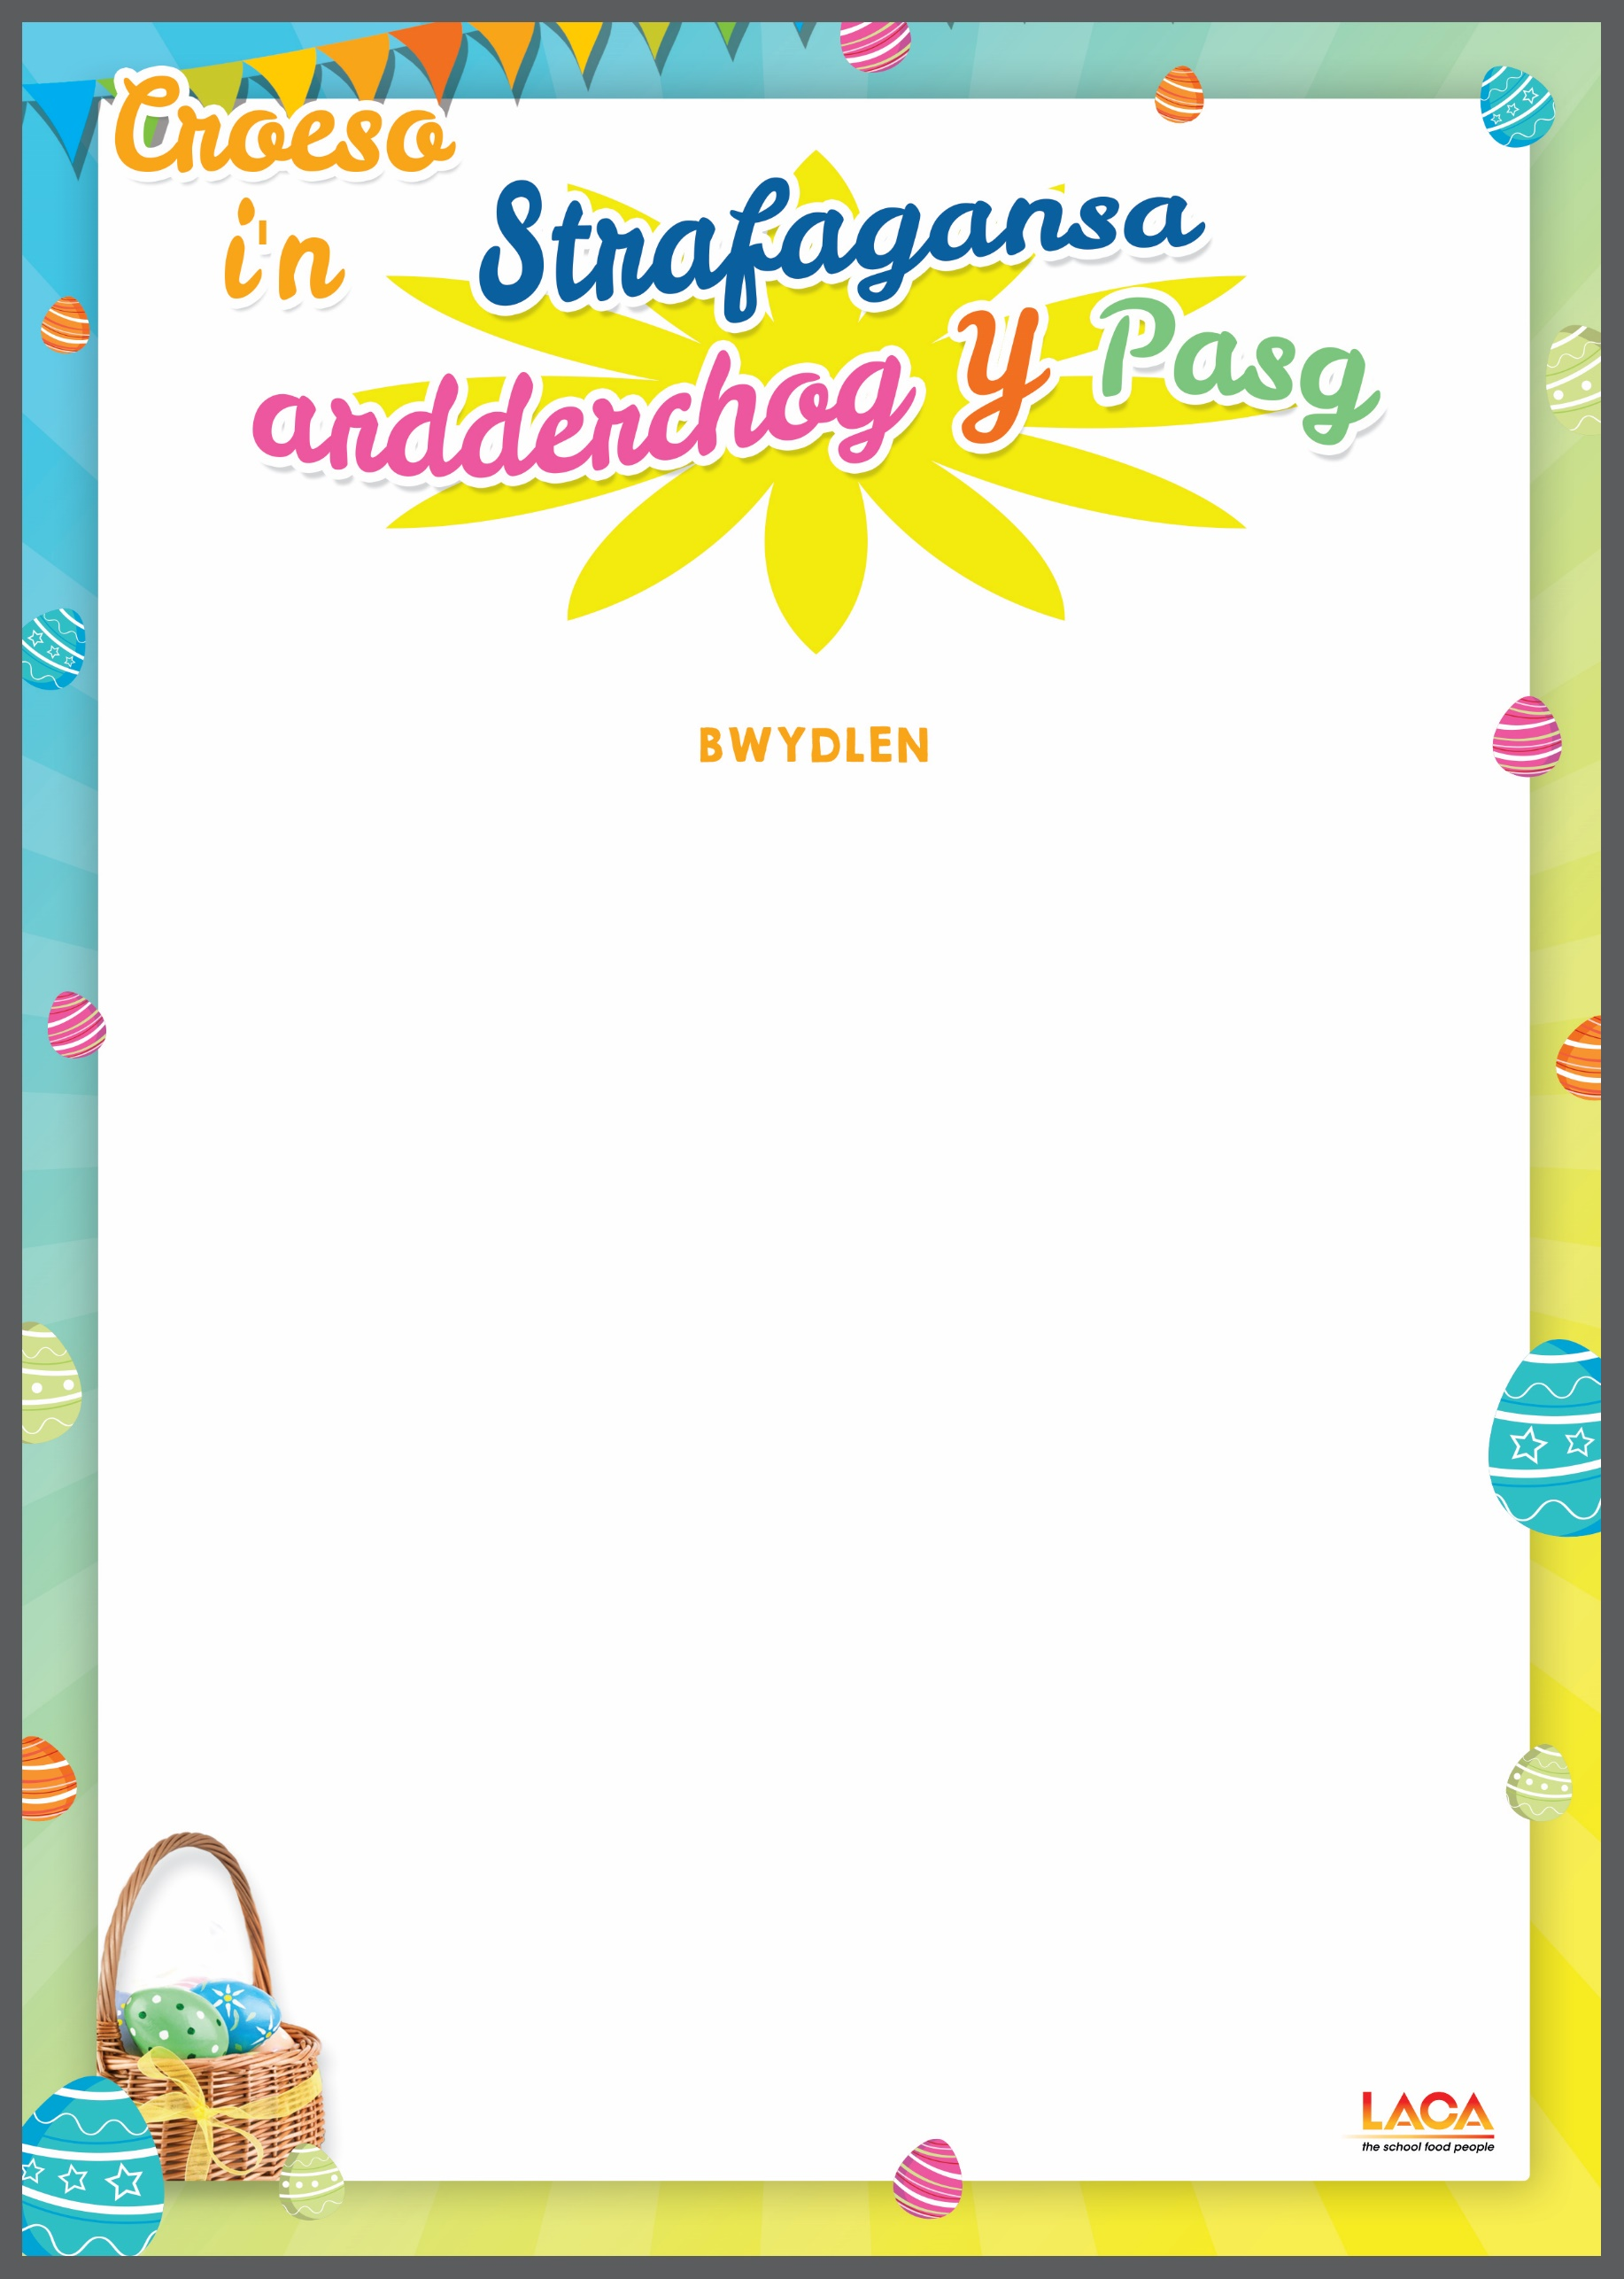 Croeso
i'n
Strafagansa
ardderchog Y Pasg
BWYDLEN
LACA
the school food people